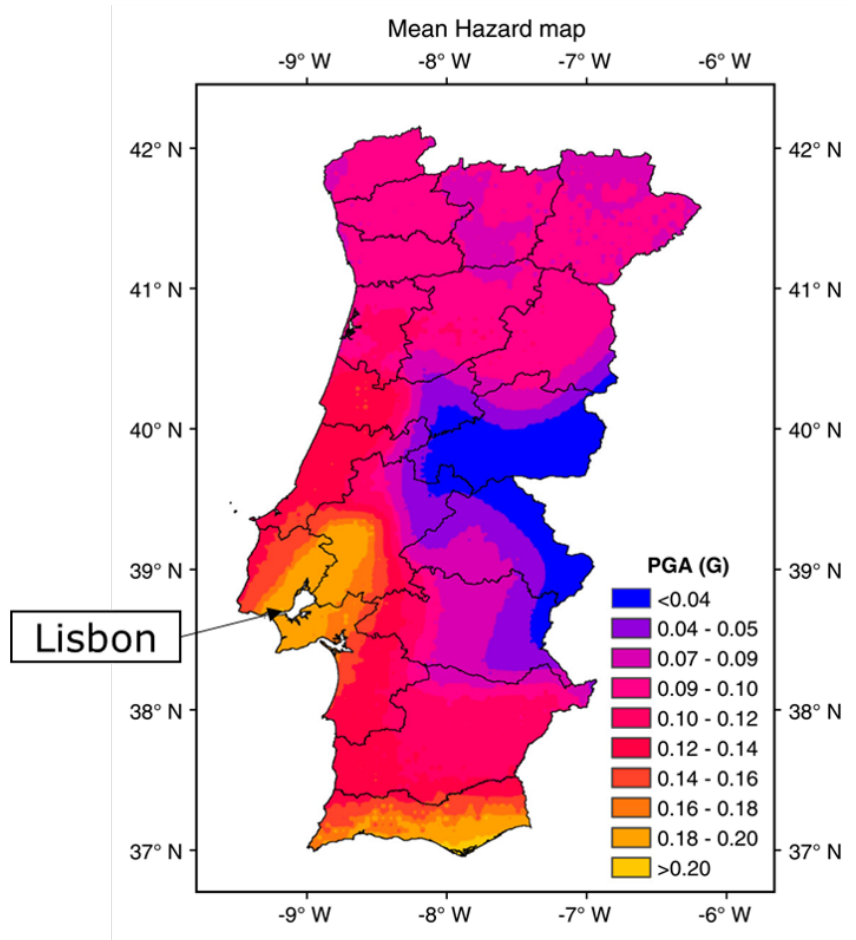 Mean Hazard map
-9° W -8° W -7° W -6° W
42° N 42° N
41° N 41° N
40° N 40° N
39° N 39° N
PGA (G)
<0.04
Lisbon
0.04 - 0.05
0.07 - 0.09
0.09 - 0.10
38° N 38° N
0.10 - 0.12
0.12 - 0.14
0.14 - 0.16
0.16 - 0.18
0.18 - 0.20
37° N 37° N
>0.20
-9° W -8° W -7° W -6° W